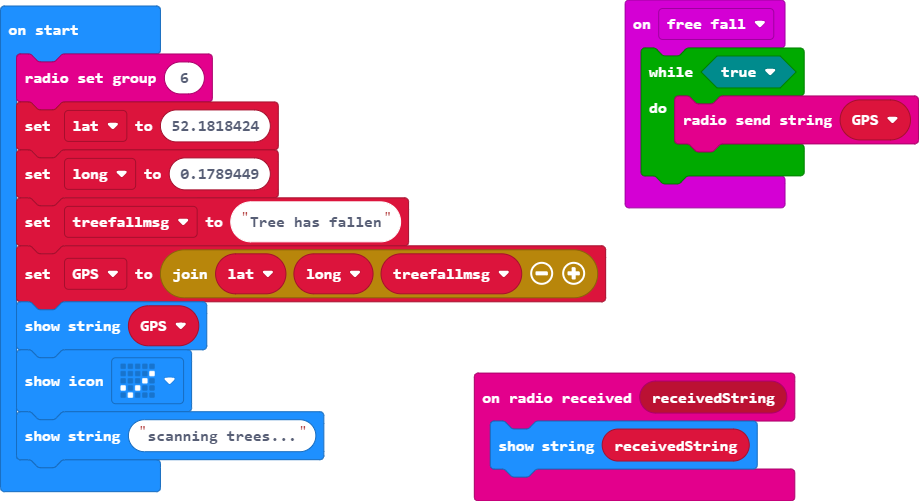 on start
radio set group 6
set lat to 52.1818424
set long to 0.1789449
set treefallmsg to "Tree has fallen"
set GPS to join lat long treefallmsg
show string GPS
show icon
show string "scanning trees..."
on free fall
while true
do radio send string GPS
on radio received receivedString
show string receivedString